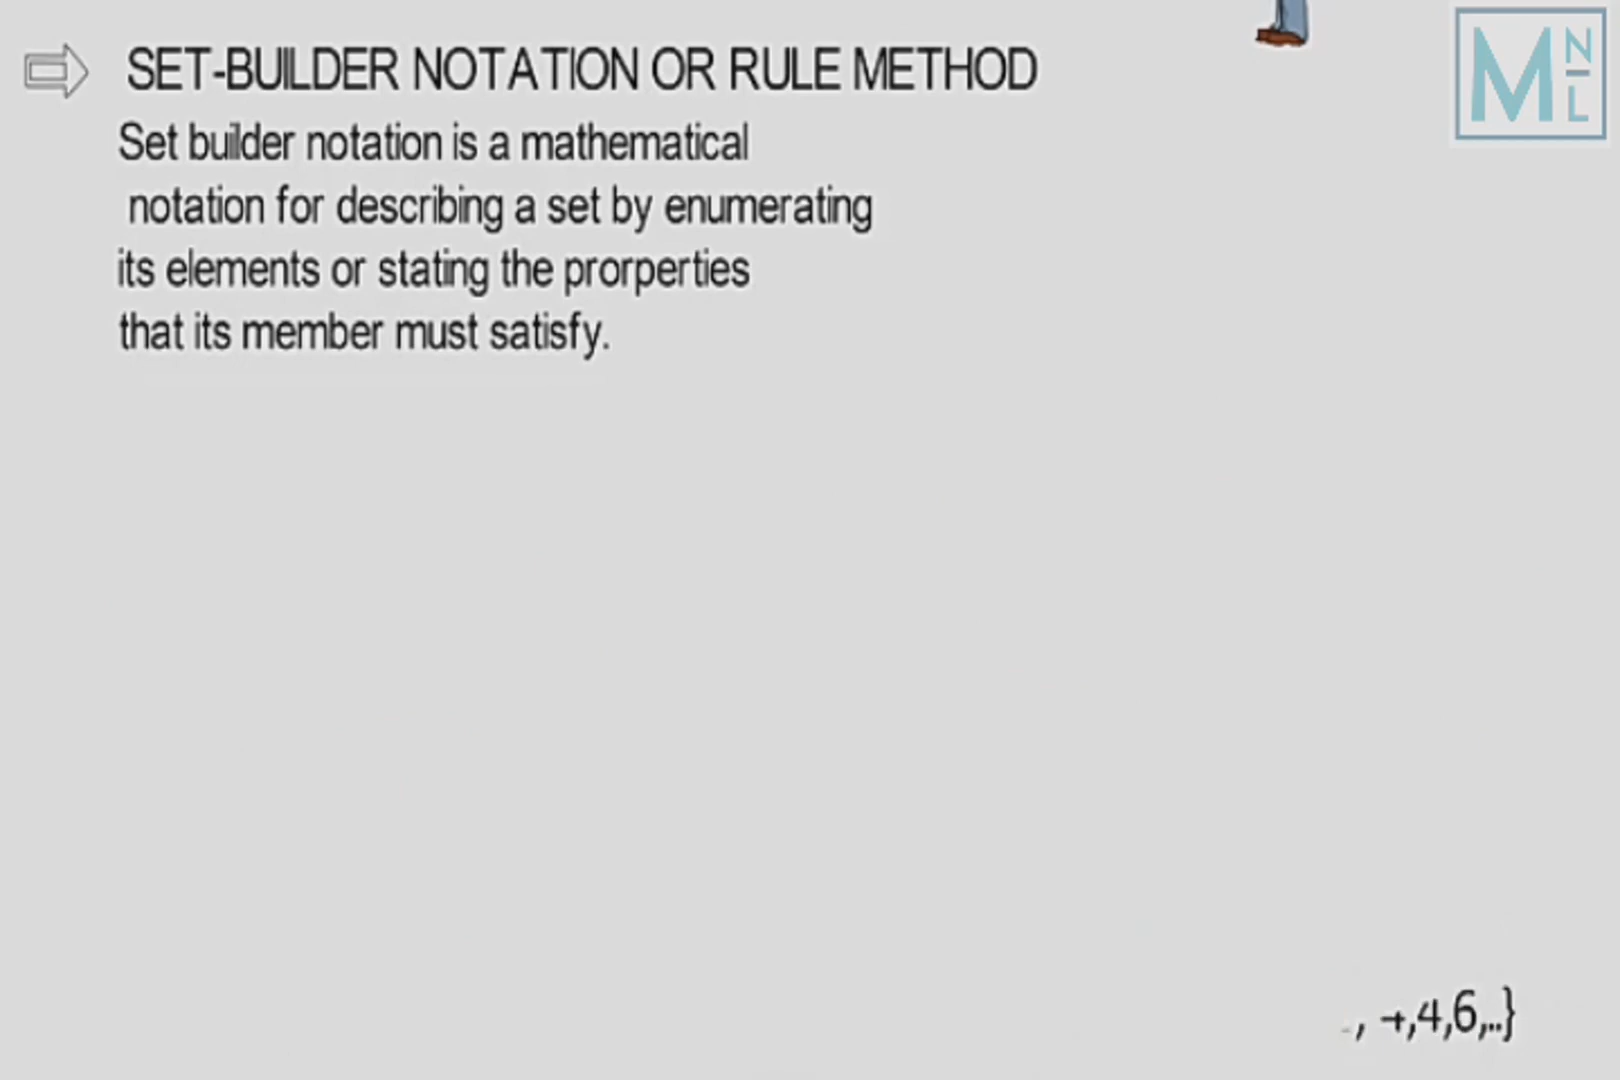 SET-BUILDER NOTATION OR RULE METHOD
Set builder notation is a mathematical
notation for describing a set by enumerating
its elements or stating the prorperties
that its member must satisfy.
,4,6,..}
M N L